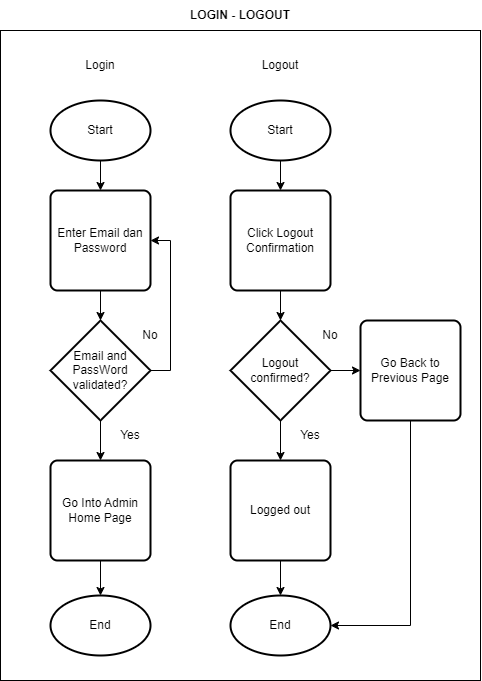 LOGIN - LOGOUT
Login
Logout
Start
Start
Enter Email dan
Password
Click Logout
Confirmation
Email and
PassWord
validated?
No
Logout
confirmed?
No
Go Back to
Previous Page
Yes
Yes
Go Into Admin
Home Page
Logged out
End
End